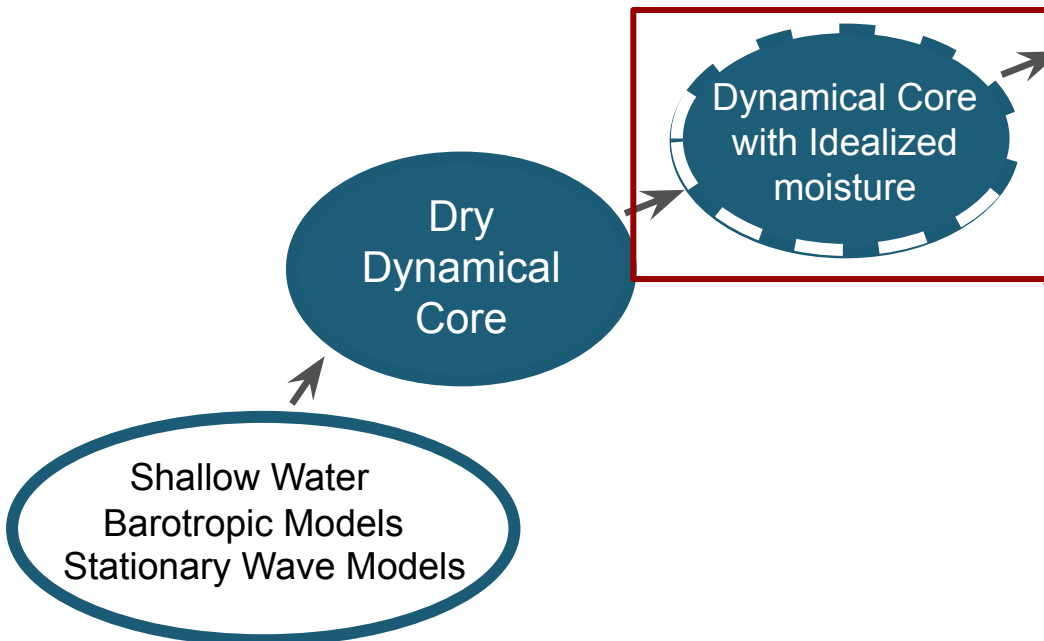 Dynamical Core
with Idealized
moisture
Dry
Dynamical
Core
Shallow Water
Barotropic Models
Stationary Wave Models